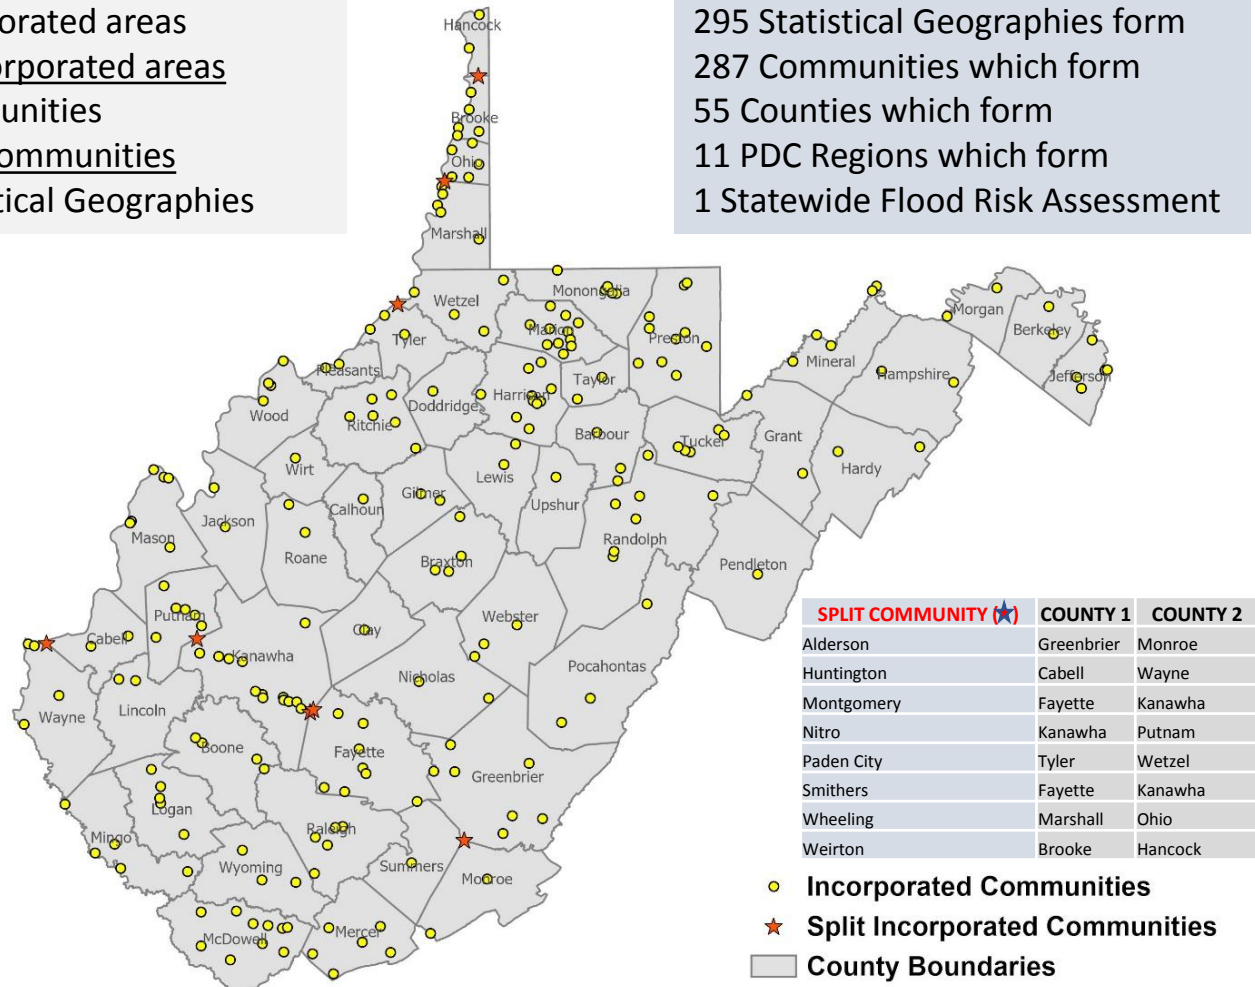 orated areas
orporated areas
unities
ommunities
tical Geographies
295 Statistical Geographies form
287 Communities which form
55 Counties which form
11 PDC Regions which form
1 Statewide Flood Risk Assessment
Hancock
Brooke
Ohio
Marshall
Wetzel
Monongalia
Marion
Preston
Tyler
Pleasants
Taylor
Harrison
Doddridge
Ritchie
Wood
Barbour
Tucker
Grant
Mineral
Hampshire
Morgan
Berkeley
Jefferson
Hardy
Wirt
Lewis
Upshur
Gilmer
Calhoun
Jackson
Roane
Mason
Braxton
Randolph
Pendleton
Putnam
Cabell
Kanawha
Clay
Webster
Nicholas
Pocahontas
Wayne
Lincoln
Boone
Fayette
Greenbrier
Logan
Mingo
Raleigh
Wyoming
Summers
Monroe
McDowell
Mercer
SPLIT COMMUNITY (★) COUNTY 1 COUNTY 2
Alderson Greenbrier Monroe
Huntington Cabell Wayne
Montgomery Fayette Kanawha
Nitro Kanawha Putnam
Paden City Tyler Wetzel
Smithers Fayette Kanawha
Wheeling Marshall Ohio
Weirton Brooke Hancock
Incorporated Communities
Split Incorporated Communities
County Boundaries